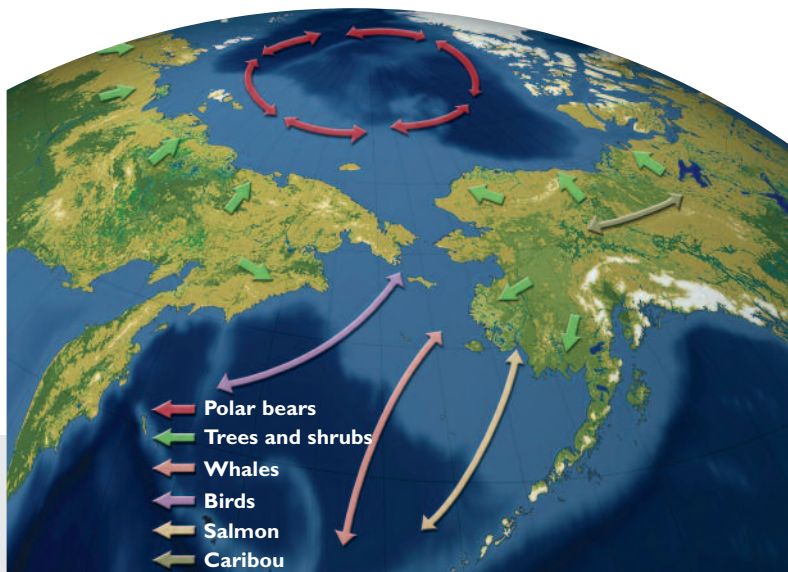 Polar bears
Trees and shrubs
Whales
Birds
Salmon
Caribou